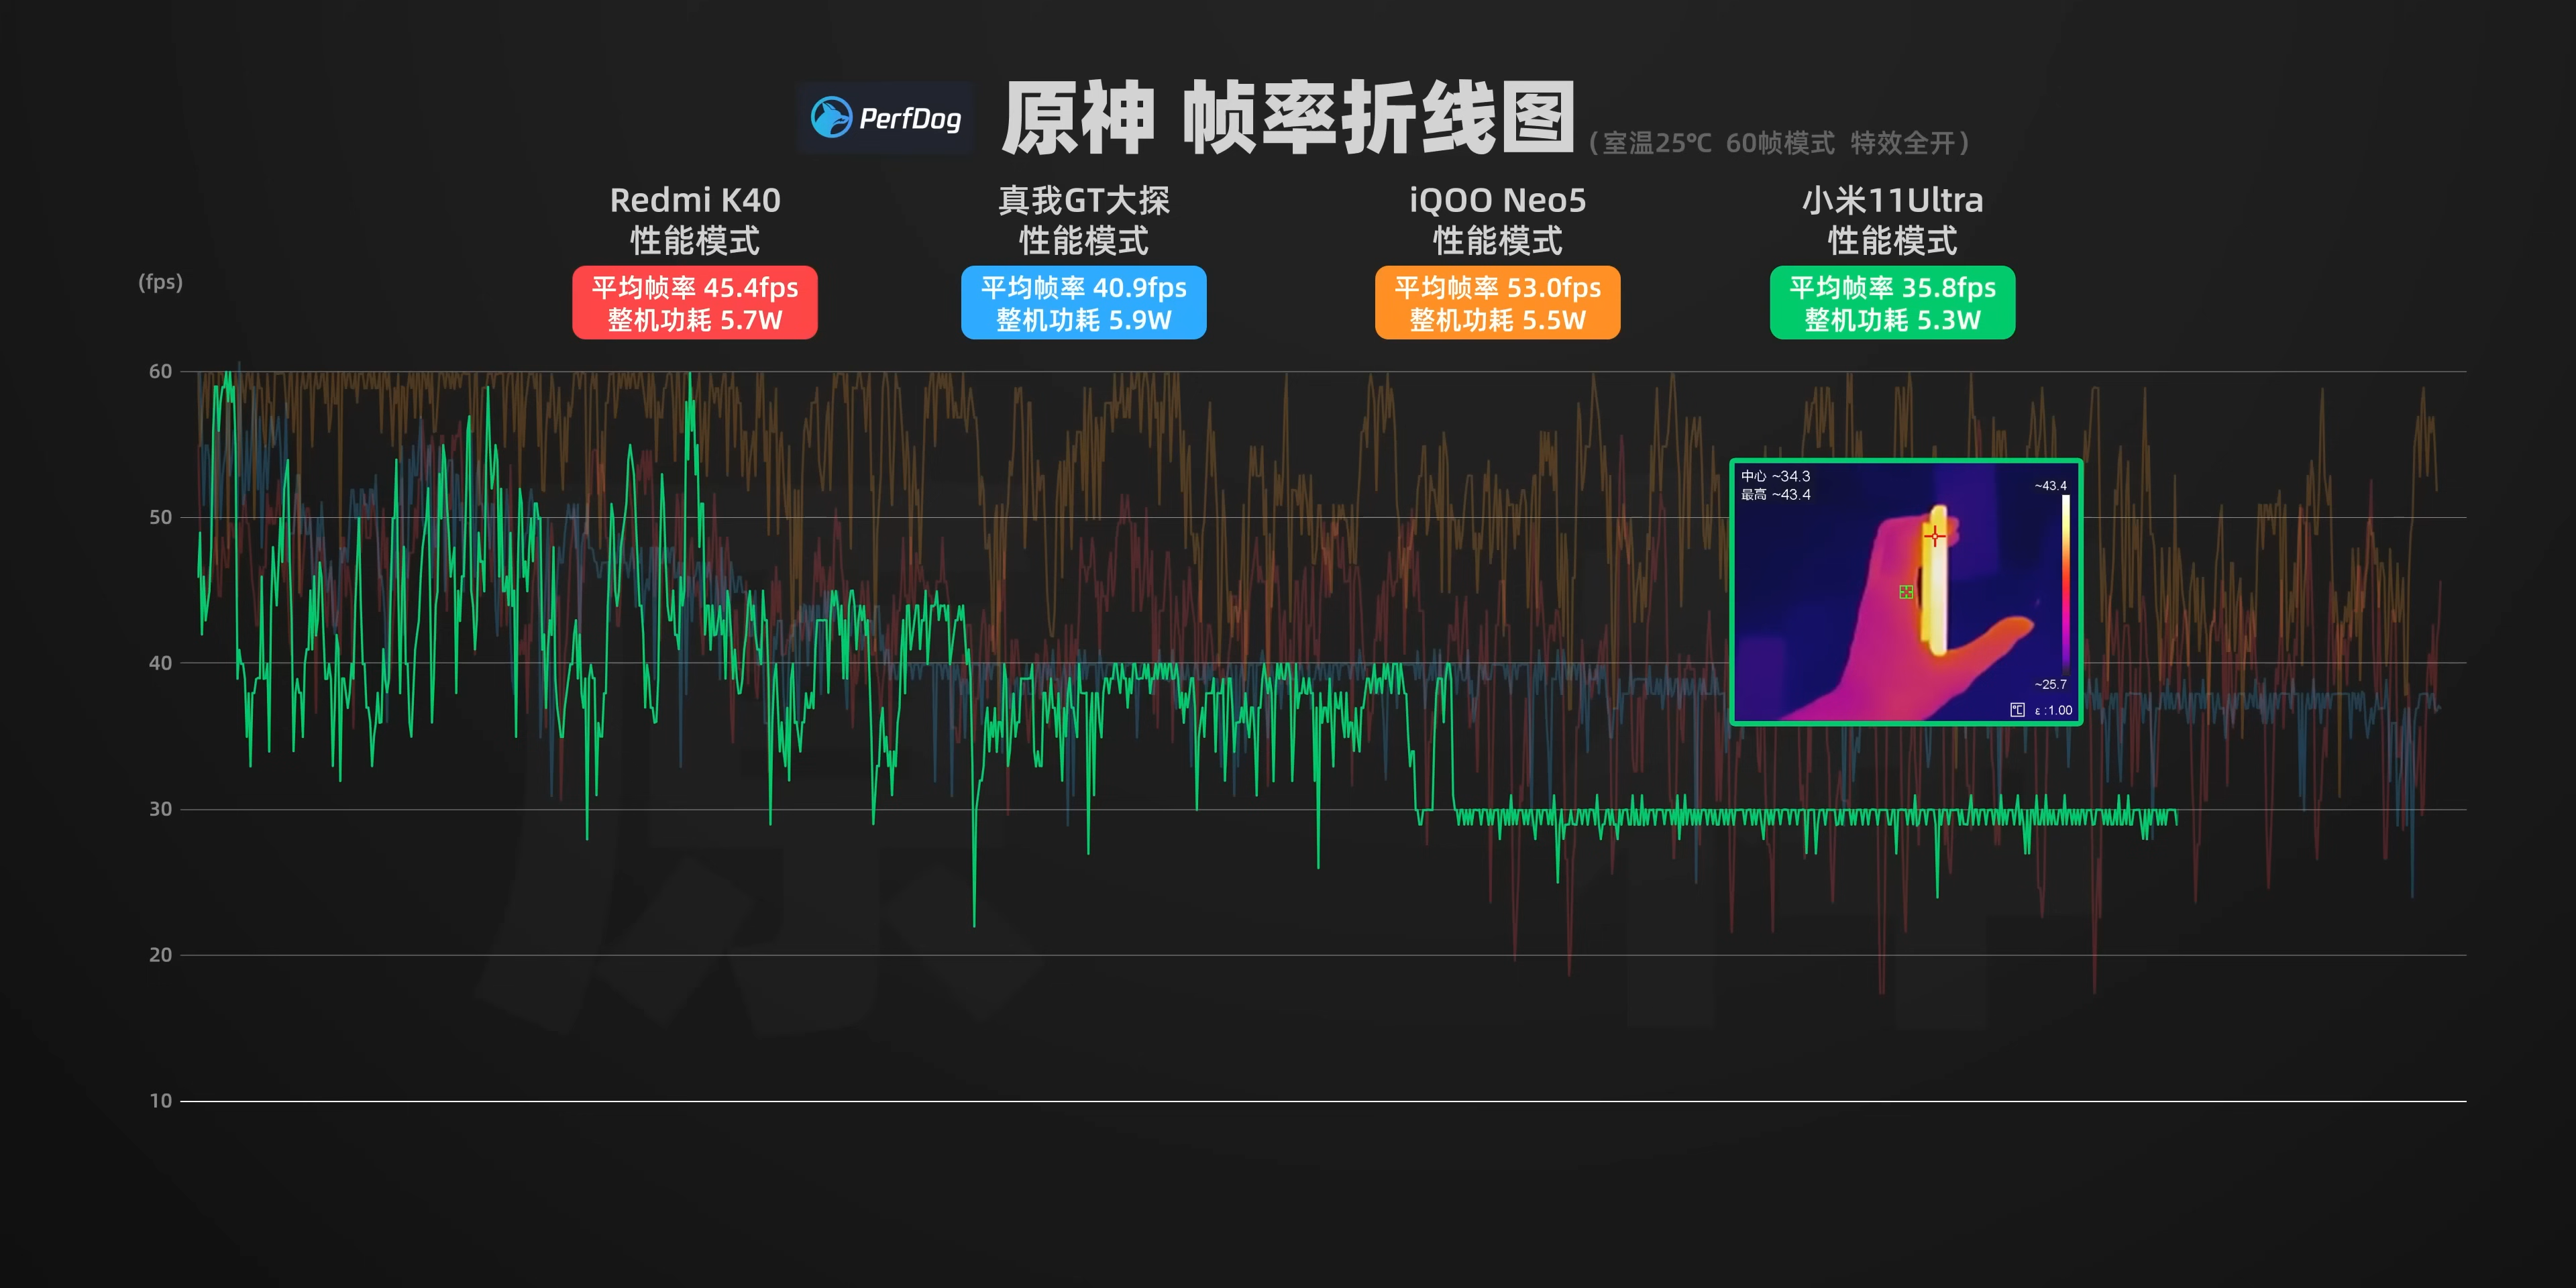 PerfDog
原神 帧率折线图
(室温25℃ 60帧模式 特效全开)
Redmi K40
性能模式
平均帧率 45.4fps
整机功耗 5.7W
真我GT大探
性能模式
平均帧率 40.9fps
整机功耗 5.9W
iQOO Neo5
性能模式
平均帧率 53.0fps
整机功耗 5.5W
小米11Ultra
性能模式
平均帧率 35.8fps
整机功耗 5.3W
(fps)
60
50
40
30
20
10
中心 ~34.3
最高 ~43.4
~43.4
~25.7
℃ ε :1.00
原神